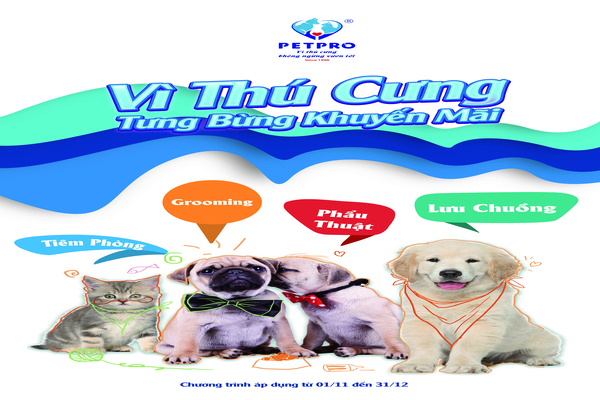 ®
PETPRO
Vì thú cưng
không ngừng vươn tới
Since 1998
Vì Thú Cưng
Tưng Bừng Khuyến Mãi
Grooming
Phẩu
Thuật
Lưu Chuồng
Tiêm Phòng
Chương trình áp dụng từ 01/11 đến 31/12